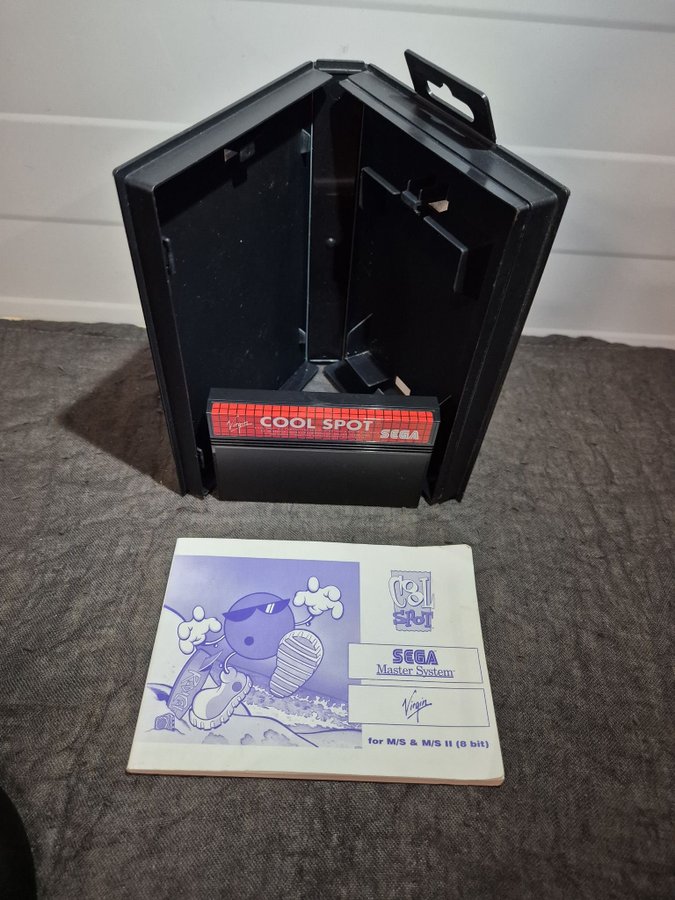 Virgin
COOL SPOT
SEGA
COOL
SPOT
SEGA
Master System
Virgin
for M/S & M/S II (8 bit)